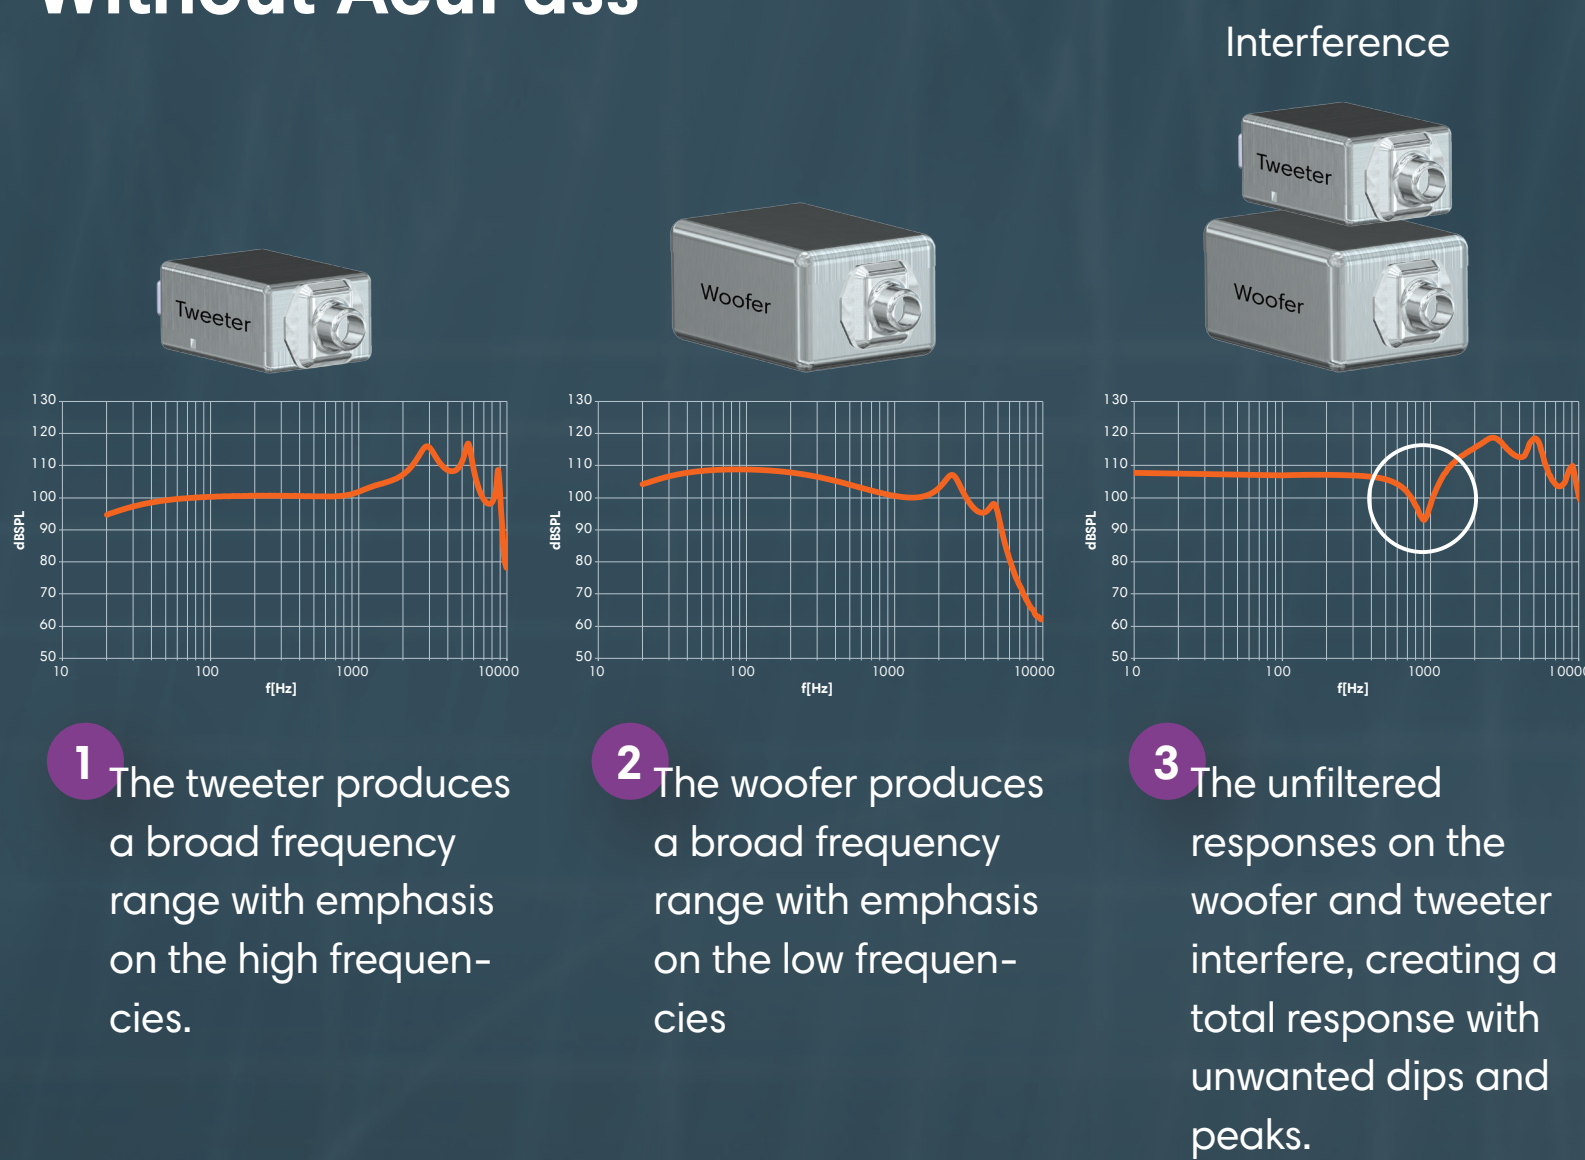 Without AcuPass
Interference
Tweeter
Woofer
Tweeter
Woofer
130
120
110
100
90
80
70
60
50
dBSPL
10
100
1000
10000
f[Hz]
130
120
110
100
90
80
70
60
50
dBSPL
10
100
1000
10000
f[Hz]
130
120
110
100
90
80
70
60
50
dBSPL
10
100
1000
f[Hz]
1
The tweeter produces
a broad frequency
range with emphasis
on the high frequen-
cies.
2
The woofer produces
a broad frequency
range with emphasis
on the low frequen-
cies
3
The unfiltered
responses on the
woofer and tweeter
interfere, creating a
total response with
unwanted dips and
peaks.